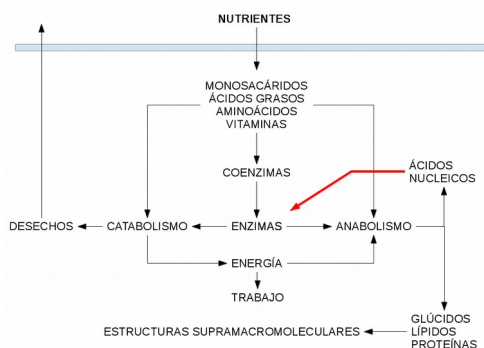 NUTRIENTES
MONOSACÁRIDOS
ÁCIDOS GRASOS
AMINOÁCIDOS
VITAMINAS
COENZIMAS
ÁCIDOS
NUCLEICOS
DESECHOS
CATABOLISMO
ENZIMAS
ANABOLISMO
ENERGÍA
TRABAJO
GLÚCIDOS
LÍPIDOS
PROTEÍNAS
ESTRUCTURAS SUPRAMACROMOLECULARES